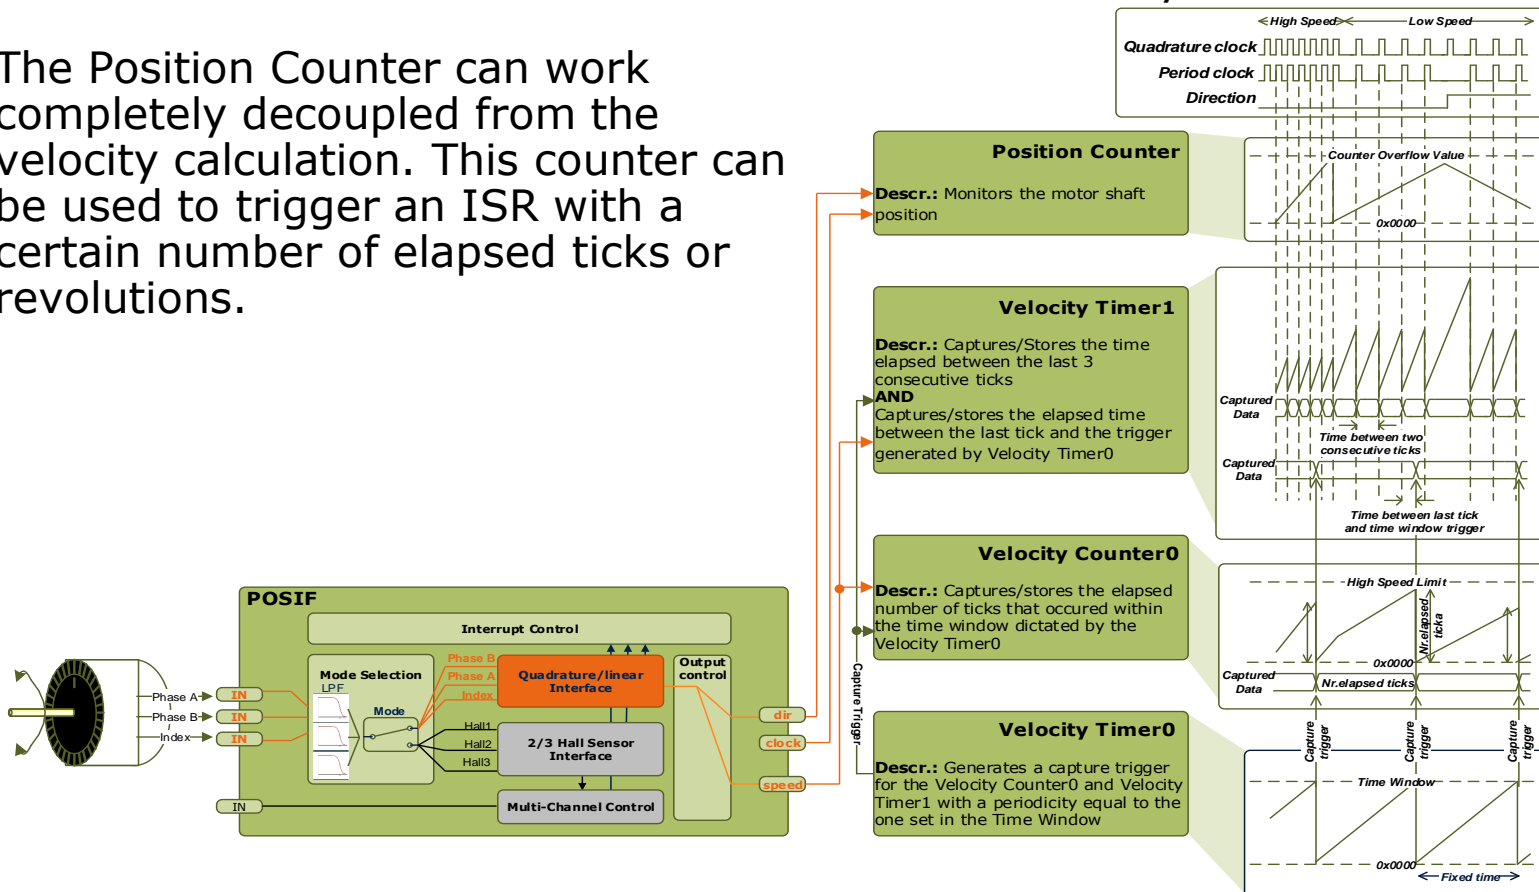 The Position Counter can work
completely decoupled from the
velocity calculation. This counter can
be used to trigger an ISR with a
certain number of elapsed ticks or
revolutions.
High Speed
Low Speed
Quadrature clock
Period clock
Direction
Position Counter
Descr.: Monitors the motor shaft
position
Counter Overflow Value
0x0000
Velocity Timer1
Descr.: Captures/Stores the time
elapsed between the last 3
consecutive ticks
AND
Captures/stores the elapsed time
between the last tick and the trigger
generated by Velocity Timer0
Captured
Data
Time between two
consecutive ticks
Captured
Data
Time between last tick
and time window trigger
Velocity Counter0
Descr.: Captures/stores the elapsed
number of ticks that occured within
the time window dictated by the
Velocity Timer0
High Speed Limit
Nr.elapsed
ticka
0x0000
Captured
Data
Nr.elapsed ticks
Capture Trigger
Velocity Timer0
Descr.: Generates a capture trigger
for the Velocity Counter0 and Velocity
Timer1 with a periodicity equal to the
one set in the Time Window
Capture
trigger
Capture
trigger
Capture
trigger
Time Window
0x0000
Fixed time
POSIF
Interrupt Control
Mode Selection
LPF
Mode
Phase B
Phase A
Index
Hall1
Hall2
Hall3
Quadrature/linear
Interface
2/3 Hall Sensor
Interface
Multi-Channel Control
Output
control
dir
clock
speed
Phase A
Phase B
Index
IN
IN
IN
IN